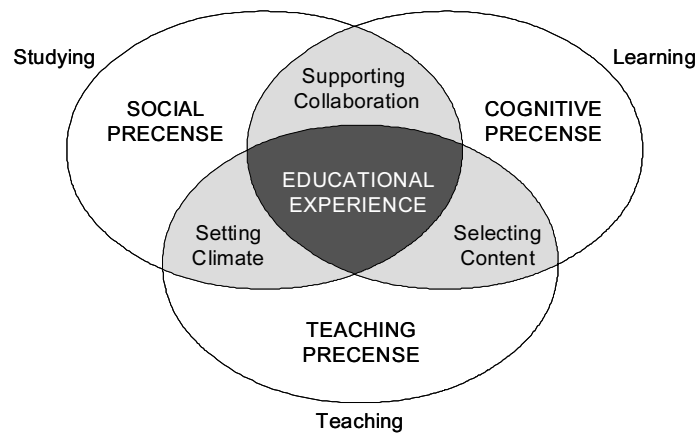 Studying
Learning
Supporting
Collaboration
SOCIAL
PRECENSE
COGNITIVE
PRECENSE
EDUCATIONAL
EXPERIENCE
Setting
Climate
Selecting
Content
TEACHING
PRECENSE
Teaching